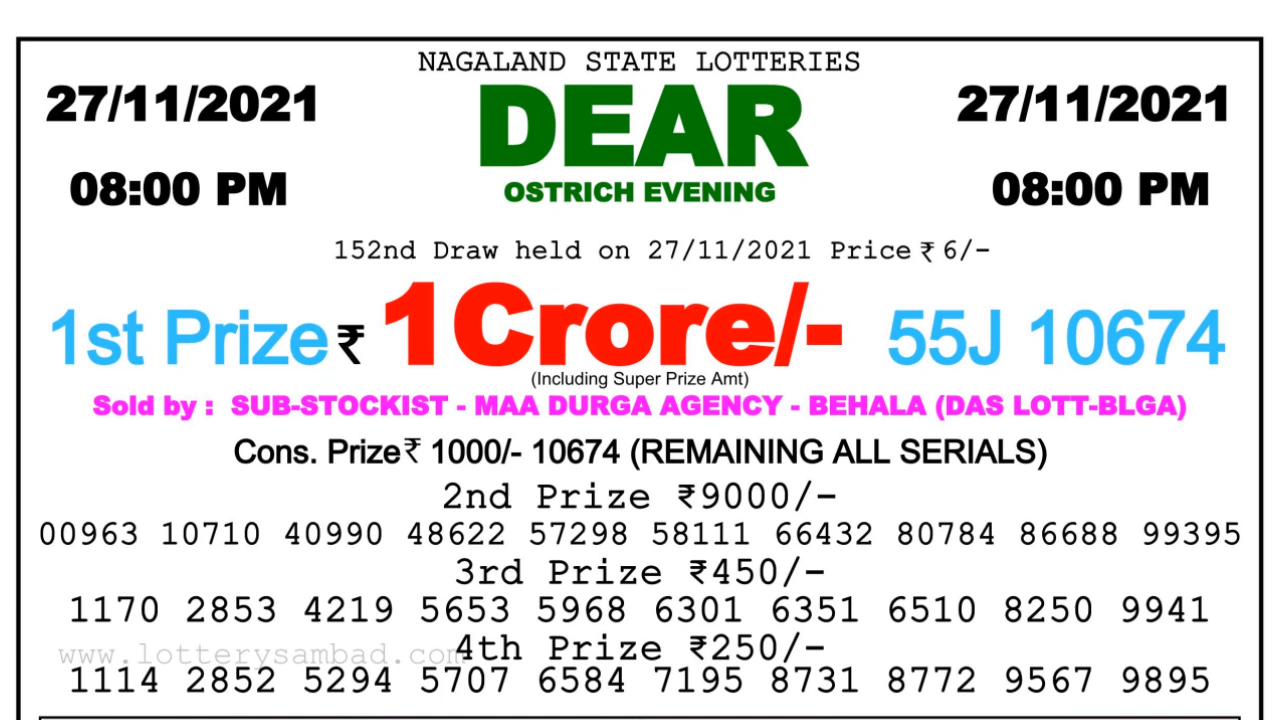 NAGALAND STATE LOTTERIES
27/11/2021 DEAR 27/11/2021
08:00 PM OSTRICH EVENING 08:00 PM
152nd Draw held on 27/11/2021 Price ₹ 6/-
1st Prize ₹ 1Crore/- 55J 10674
(Including Super Prize Amt)
Sold by : SUB-STOCKIST - MAA DURGA AGENCY - BEHALA (DAS LOTT-BLGA)
Cons. Prize ₹ 1000/- 10674 (REMAINING ALL SERIALS)
2nd Prize ₹9000/-
00963 10710 40990 48622 57298 58111 66432 80784 86688 99395
3rd Prize ₹450/-
1170 2853 4219 5653 5968 6301 6351 6510 8250 9941
www.lotterysambad.com 4th Prize ₹250/-
1114 2852 5294 5707 6584 7195 8731 8772 9567 9895